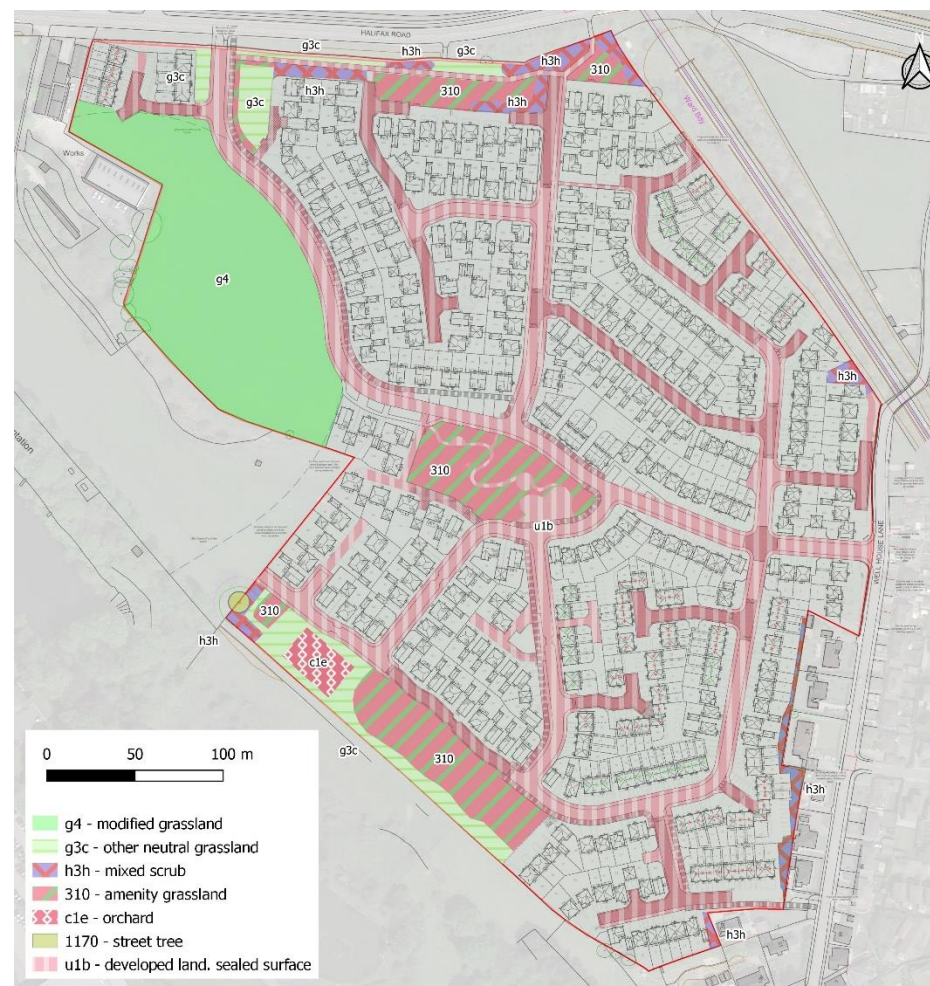 HALIFAX ROAD
g3c
h3h
g3c
h3h
N
310
g3c
310
h3h
g3c
h3h
Ward Bdy
Works
g4
h3h
310
u1b
WELL HOUSE LANE
310
h3h
c1e
g3c
310
h3h
h3h
0 50 100 m
g4 - modified grassland
g3c - other neutral grassland
h3h - mixed scrub
310 - amenity grassland
c1e - orchard
1170 - street tree
u1b - developed land. sealed surface